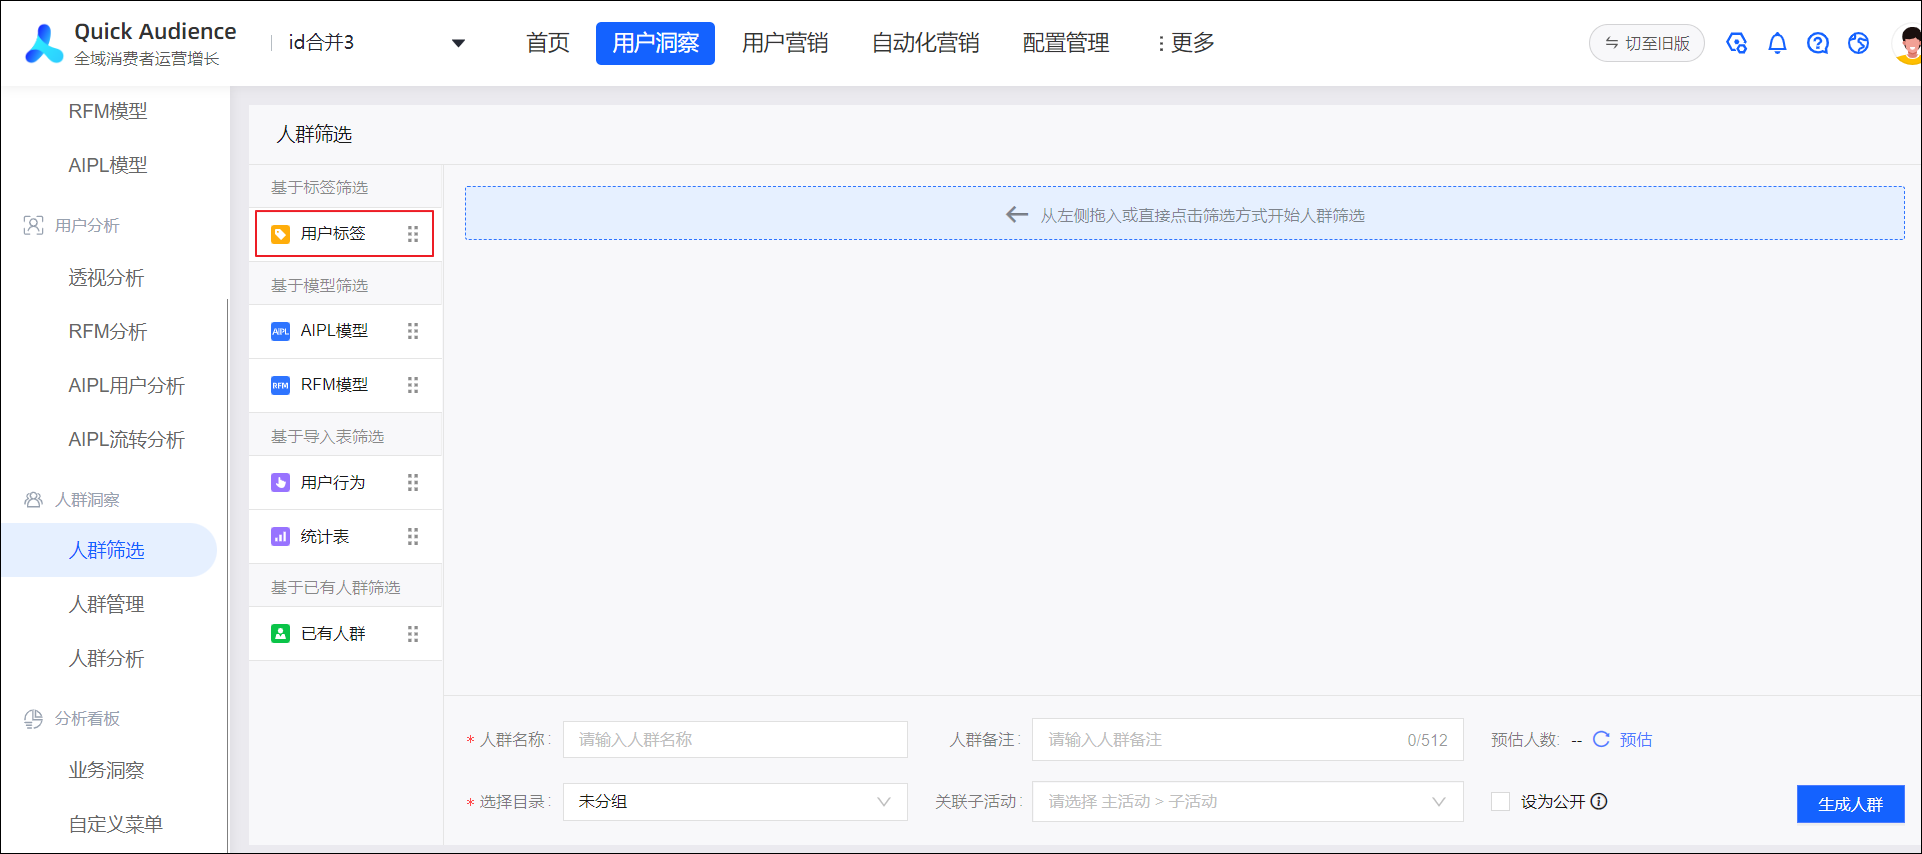 Quick Audience
全域消费者运营增长
id合并3
首页
用户洞察
用户营销
自动化营销
配置管理
更多
切至旧版
RFM模型
AIPL模型
用户分析
透视分析
RFM分析
AIPL用户分析
AIPL流转分析
人群洞察
人群筛选
人群管理
人群分析
分析看板
业务洞察
自定义菜单
人群筛选
基于标签筛选
用户标签
基于模型筛选
AIPL AIPL模型
RFM RFM模型
基于导入表筛选
用户行为
统计表
基于已有人群筛选
已有人群
从左侧拖入或直接点击筛选方式开始人群筛选
* 人群名称: 请输入人群名称
人群备注: 请输入人群备注 0/512
预估人数: -- 预估
* 选择目录: 未分组
关联子活动: 请选择 主活动 > 子活动
设为公开
生成人群